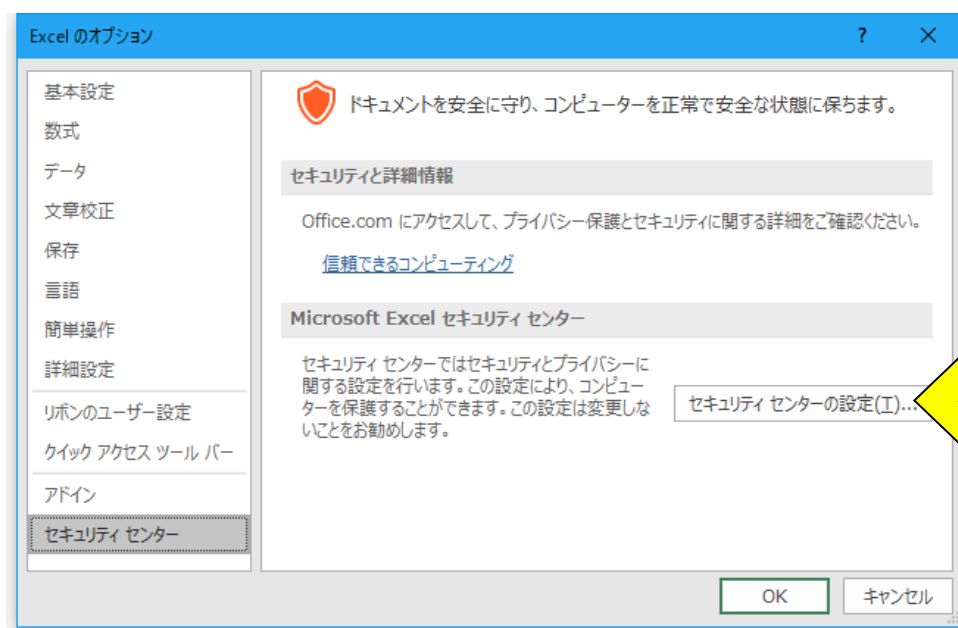 Excel のオプション
?
×
基本設定
数式
データ
文章校正
保存
言語
簡単操作
詳細設定
リボンのユーザー設定
クイック アクセス ツール バー
アドイン
セキュリティ センター
ドキュメントを安全に守り、コンピューターを正常で安全な状態に保ちます。
セキュリティと詳細情報
Office.com にアクセスして、プライバシー保護とセキュリティに関する詳細をご確認ください。
信頼できるコンピューティング
Microsoft Excel セキュリティ センター
セキュリティ センターではセキュリティとプライバシーに
関する設定を行います。この設定により、コンピュー
ターを保護することができます。この設定は変更しな
いことをお勧めします。
セキュリティ センターの設定(T)...
OK
キャンセル